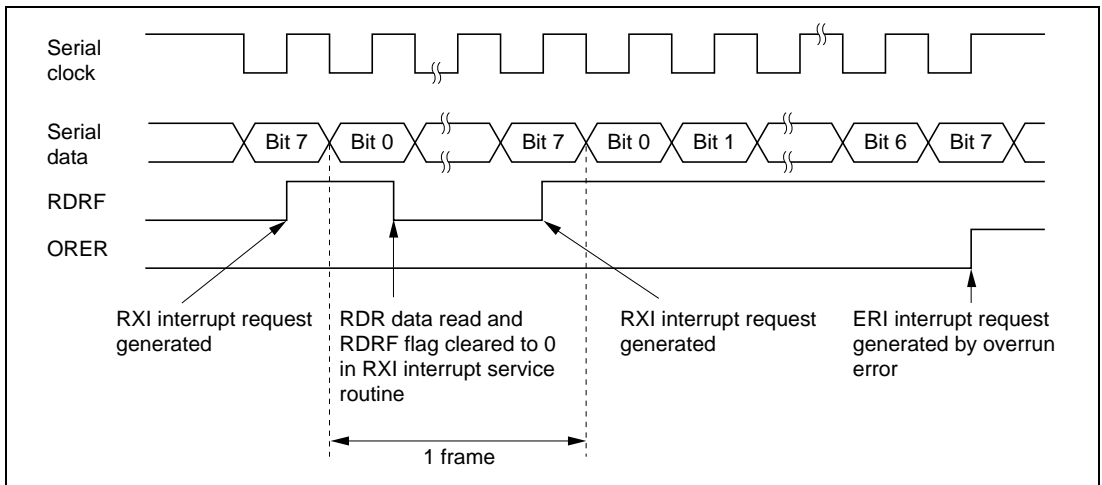 Serial
clock
Serial
data
Bit 7
Bit 0
Bit 7
Bit 0
Bit 1
Bit 6
Bit 7
RDRF
ORER
RXI interrupt request
generated
RDR data read and
RDRF flag cleared to 0
in RXI interrupt service
routine
RXI interrupt request
generated
ERI interrupt request
generated by overrun
error
1 frame